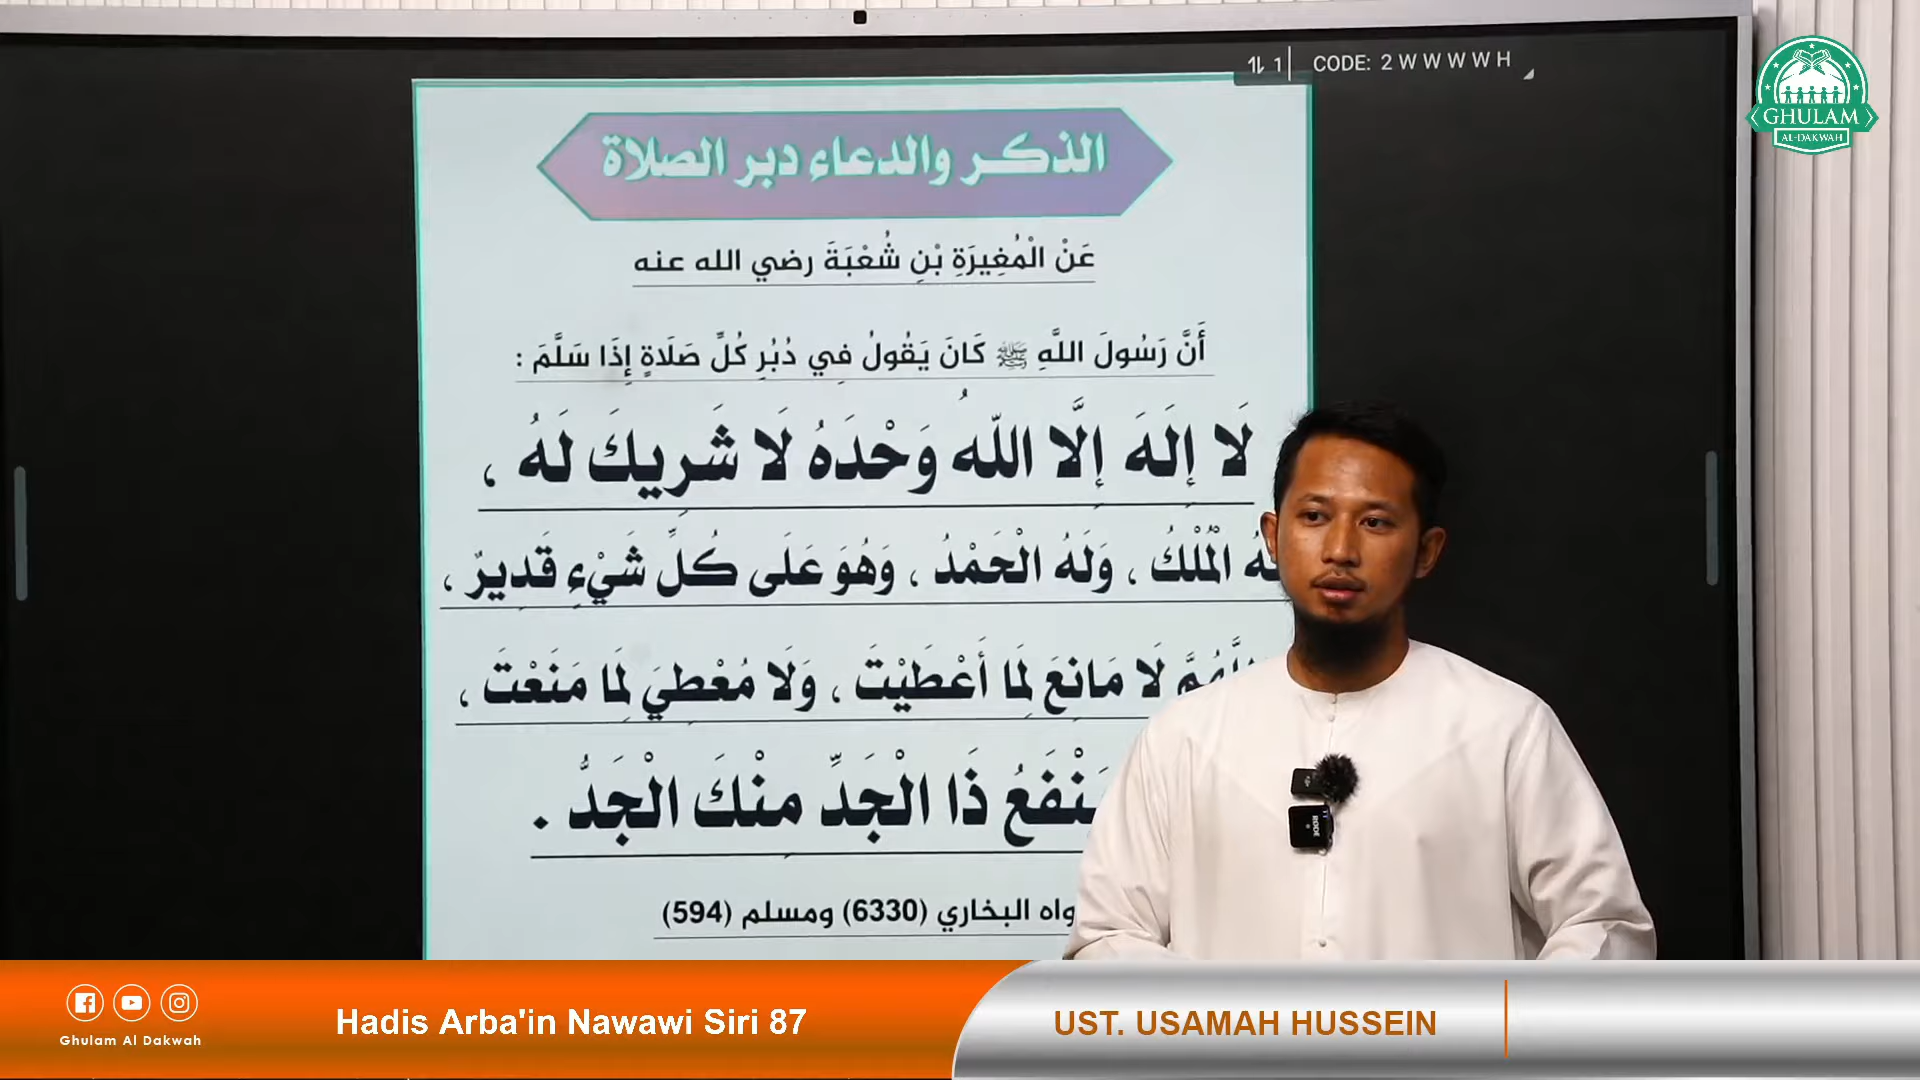 ⇅ 1 CODE: 2 W W W W H
GHULAM
AL-DAKWAH
الذكر والدعاء دبر الصلاة
عَنْ الْمُغِيرَةِ بْنِ شُعْبَةَ رضي الله عنه
أَنَّ رَسُولَ اللَّهِ ﷺ كَانَ يَقُولُ فِي دُبُرِ كُلِّ صَلَاةٍ إِذَا سَلَّمَ :
لَا إِلَهَ إِلَّا اللّٰهُ وَحْدَهُ لَا شَرِيكَ لَهُ ،
الْمُلْكُ ، وَلَهُ الْحَمْدُ ، وَهُوَ عَلَى كُلِّ شَيْءٍ قَدِيرٌ ،
لَا مَانِعَ لِمَا أَعْطَيْتَ ، وَلَا مُعْطِيَ لِمَا مَنَعْتَ ،
ذَا الْجَدِّ مِنْكَ الْجَدُّ .
البخاري (6330) ومسلم (594)
RODE
Ghulam Al Dakwah
Hadis Arba'in Nawawi Siri 87
UST. USAMAH HUSSEIN